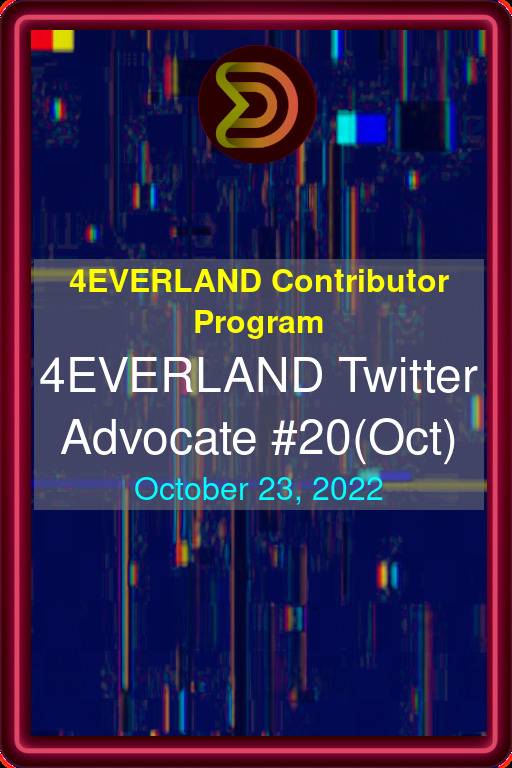 4EVERLAND Contributor
Program
4EVERLAND Twitter
Advocate #20(Oct)
October 23, 2022